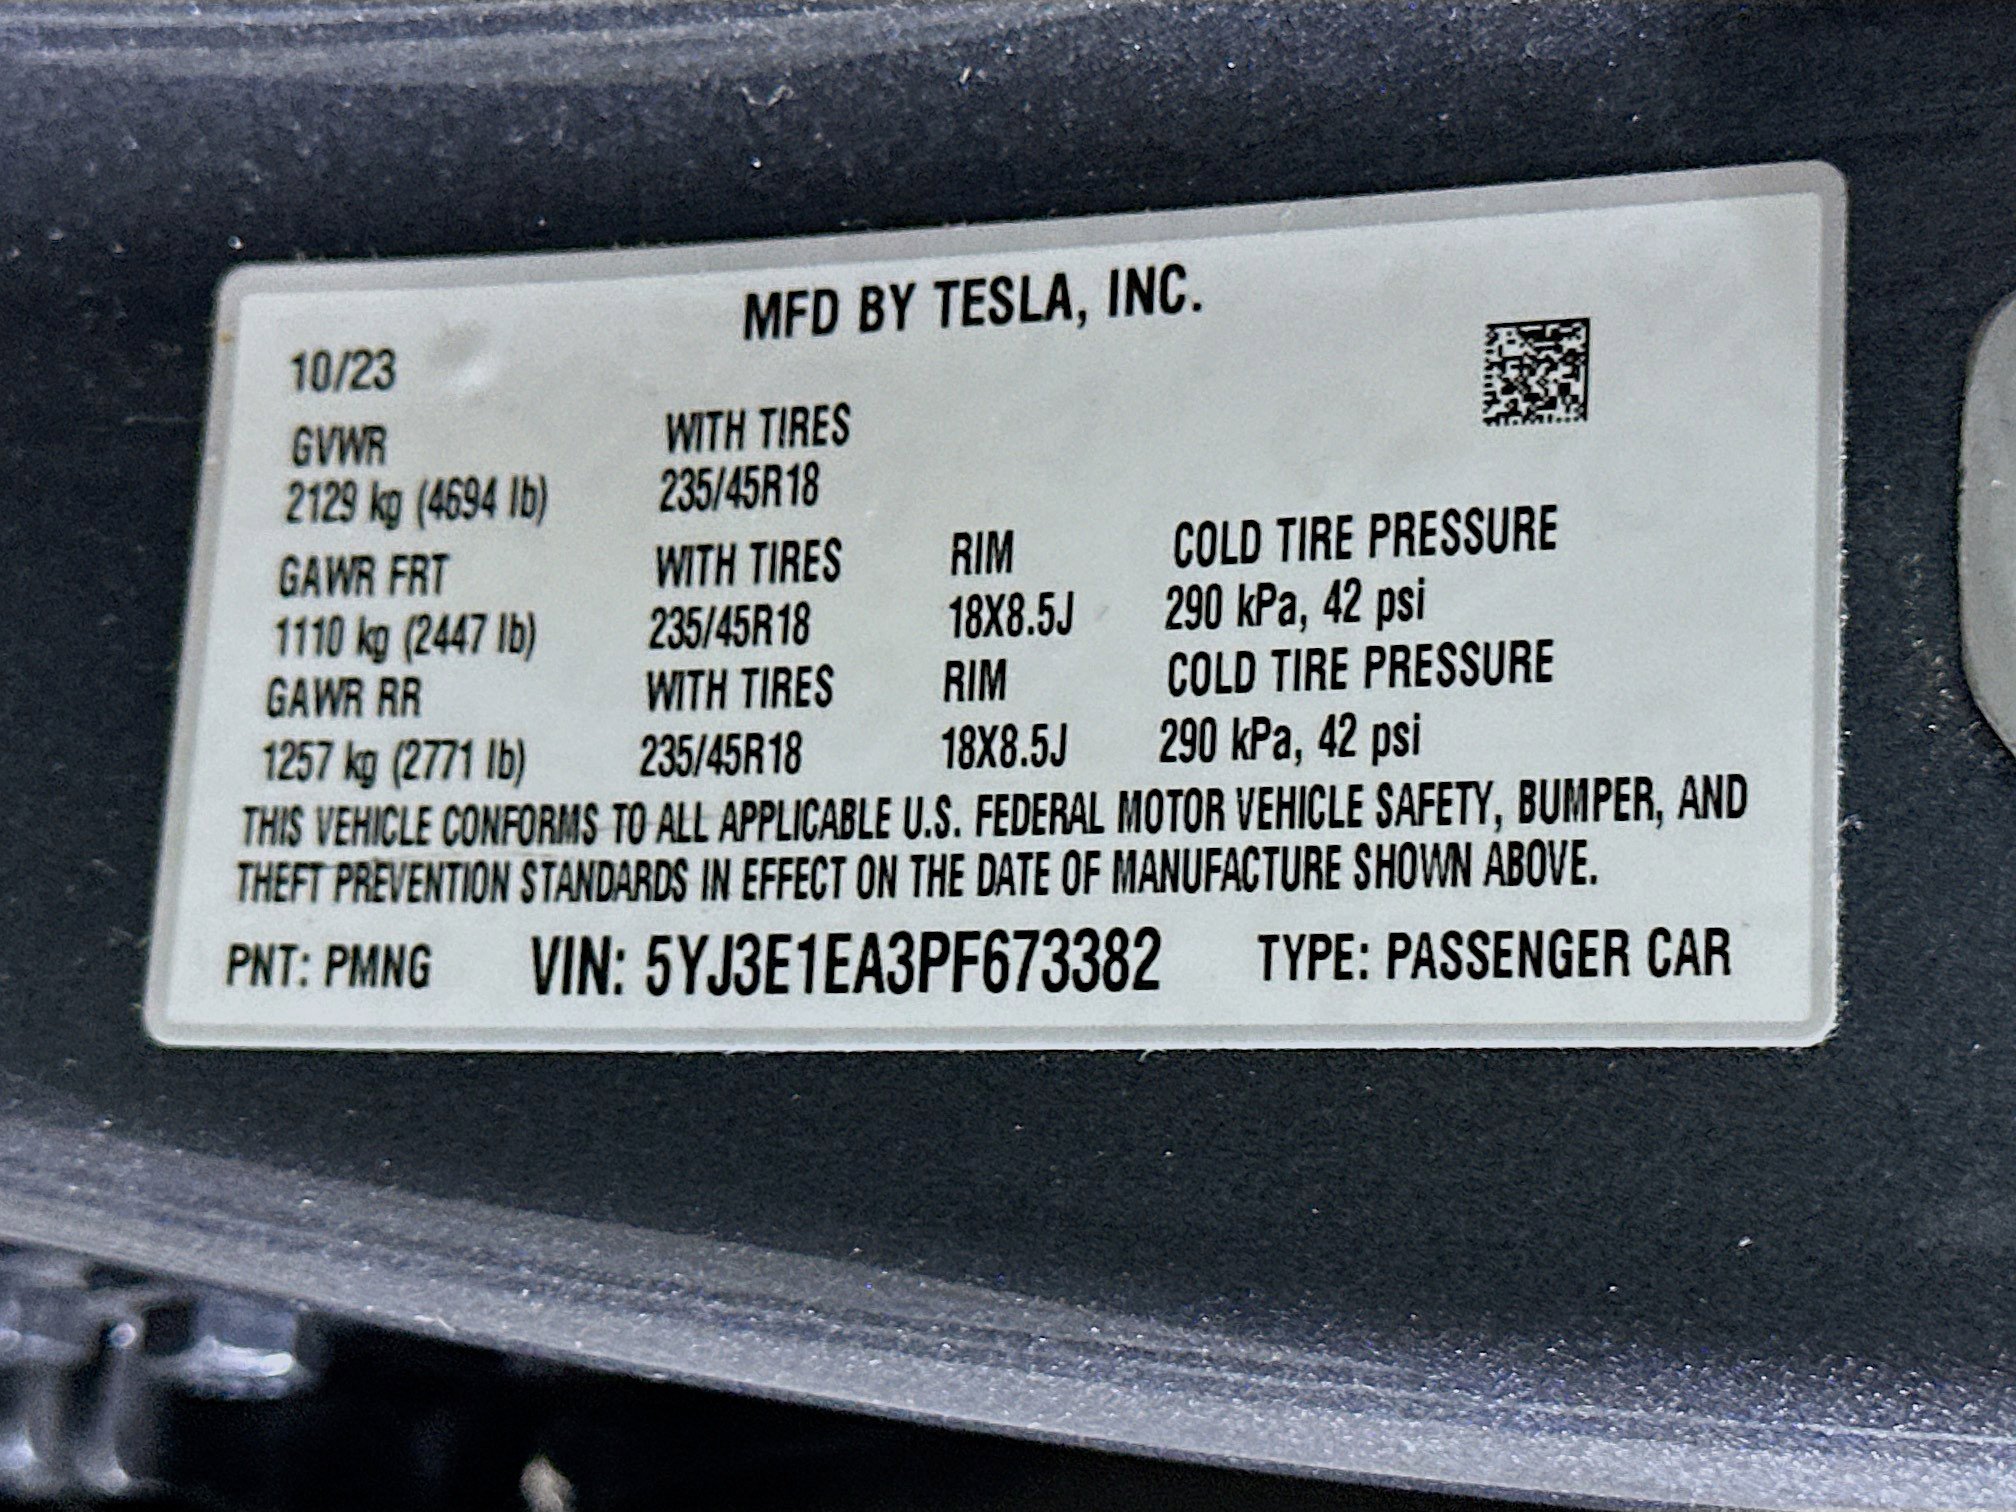 MFD BY TESLA, INC.
10/23
GVWR WITH TIRES
2129 kg (4694 lb) 235/45R18
GAWR FRT WITH TIRES RIM COLD TIRE PRESSURE
1110 kg (2447 lb) 235/45R18 18X8.5J 290 kPa, 42 psi
GAWR RR WITH TIRES RIM COLD TIRE PRESSURE
1257 kg (2771 lb) 235/45R18 18X8.5J 290 kPa, 42 psi
THIS VEHICLE CONFORMS TO ALL APPLICABLE U.S. FEDERAL MOTOR VEHICLE SAFETY, BUMPER, AND
THEFT PREVENTION STANDARDS IN EFFECT ON THE DATE OF MANUFACTURE SHOWN ABOVE.
PNT: PMNG VIN: 5YJ3E1EA3PF673382 TYPE: PASSENGER CAR